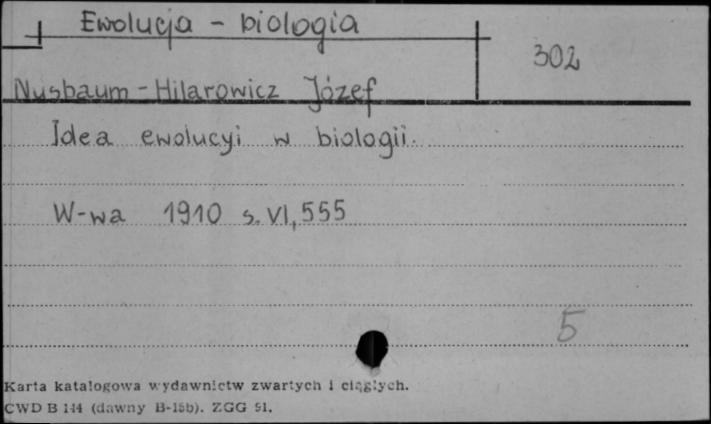 Ewolucja - biologia
302
Nusbaum-Hilarowicz Józef
Idea ewolucyi w biologii.
W-wa 1910 s. VI, 555
5
Karta katalogowa wydawnictw zwartych i ciągłych.
CWD B 144 (dawny B-15b). ZGG 91.